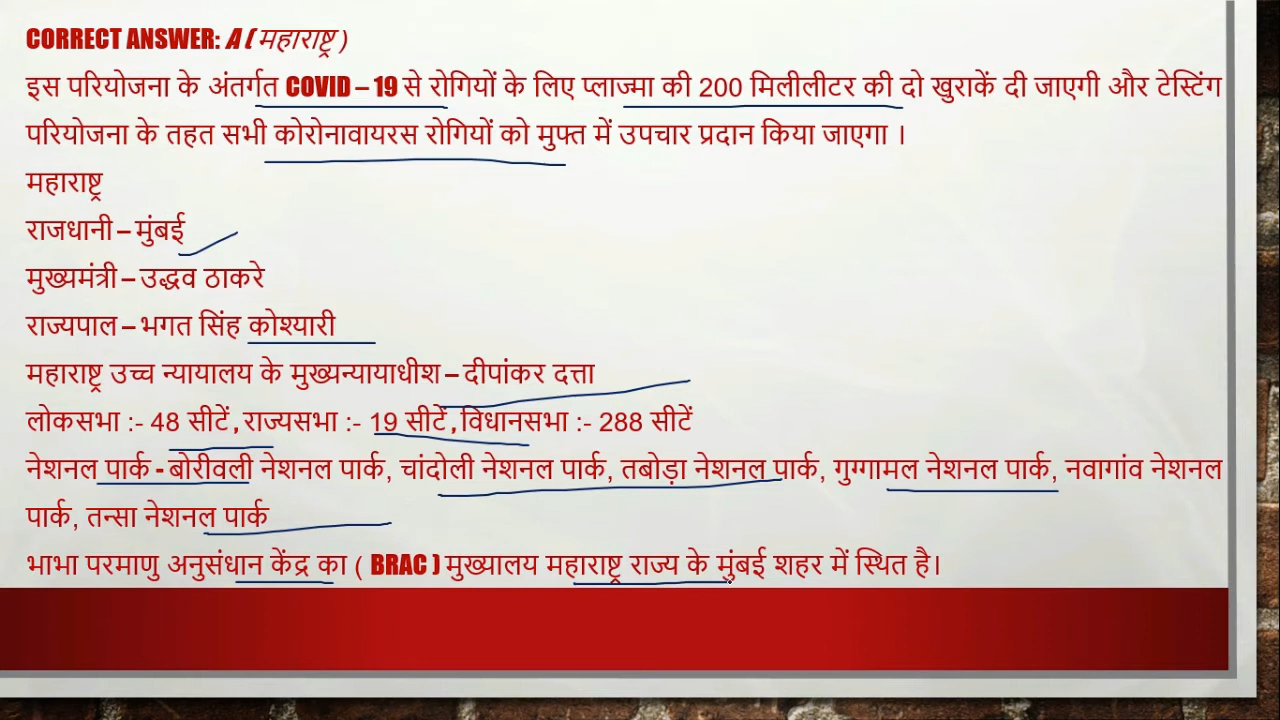 CORRECT ANSWER: A ( महाराष्ट्र )
इस परियोजना के अंतर्गत COVID – 19 से रोगियों के लिए प्लाज्मा की 200 मिलीलीटर की दो खुराकें दी जाएगी और टेस्टिंग
परियोजना के तहत सभी कोरोनावायरस रोगियों को मुफ्त में उपचार प्रदान किया जाएगा ।
महाराष्ट्र
राजधानी – मुंबई
मुख्यमंत्री – उद्धव ठाकरे
राज्यपाल – भगत सिंह कोश्यारी
महाराष्ट्र उच्च न्यायालय के मुख्यन्यायाधीश – दीपांकर दत्ता
लोकसभा :- 48 सीटें , राज्यसभा :- 19 सीटें , विधानसभा :- 288 सीटें
नेशनल पार्क - बोरीवली नेशनल पार्क, चांदोली नेशनल पार्क, तबोड़ा नेशनल पार्क, गुग्गामल नेशनल पार्क, नवागांव नेशनल
पार्क, तन्सा नेशनल पार्क
भाभा परमाणु अनुसंधान केंद्र का ( BRAC ) मुख्यालय महाराष्ट्र राज्य के मुंबई शहर में स्थित है।